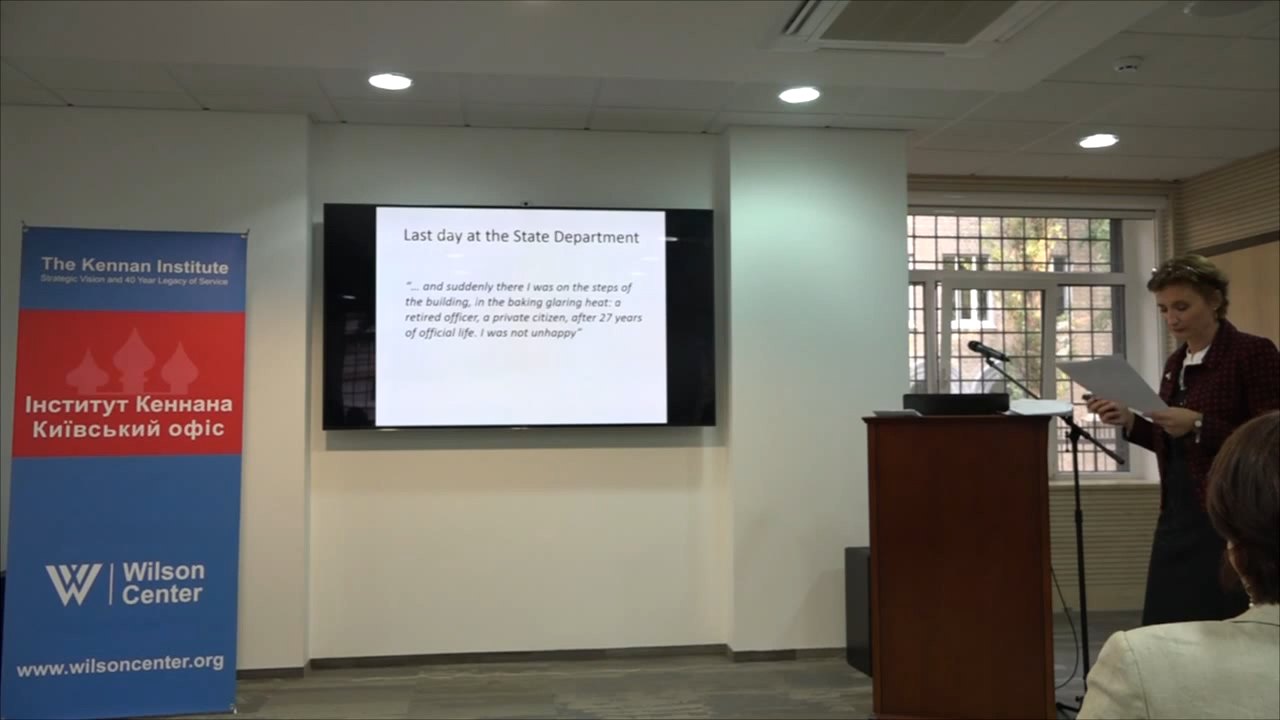 The Kennan Institute
Strategic Vision and 40 Year Legacy of Service
Інститут Кеннана
Київський офіс
W | Wilson
Center
www.wilsoncenter.org
Last day at the State Department
"... and suddenly there I was on the steps of
the building, in the baking glaring heat: a
retired officer, a private citizen, after 27 years
of official life. I was not unhappy"